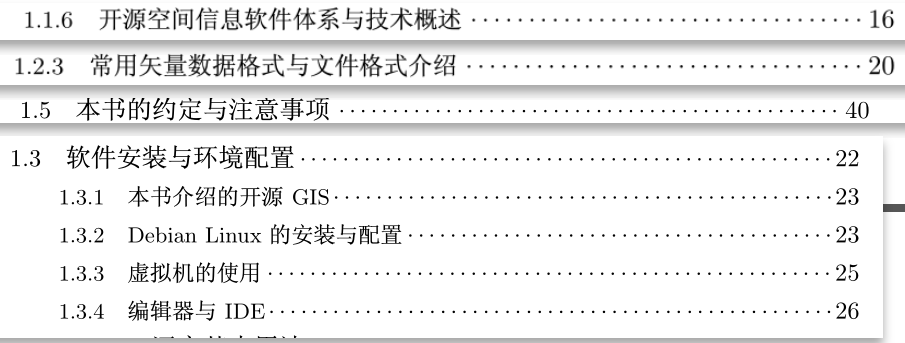 1.1.6 开源空间信息软件体系与技术概述 ································ 16
1.2.3 常用矢量数据格式与文件格式介绍 ································ 20
1.5 本书的约定与注意事项 ········································ 40
1.3 软件安装与环境配置 ·········································· 22
1.3.1 本书介绍的开源 GIS ········································ 23
1.3.2 Debian Linux 的安装与配置 ································· 23
1.3.3 虚拟机的使用 ·············································· 25
1.3.4 编辑器与 IDE ·············································· 26